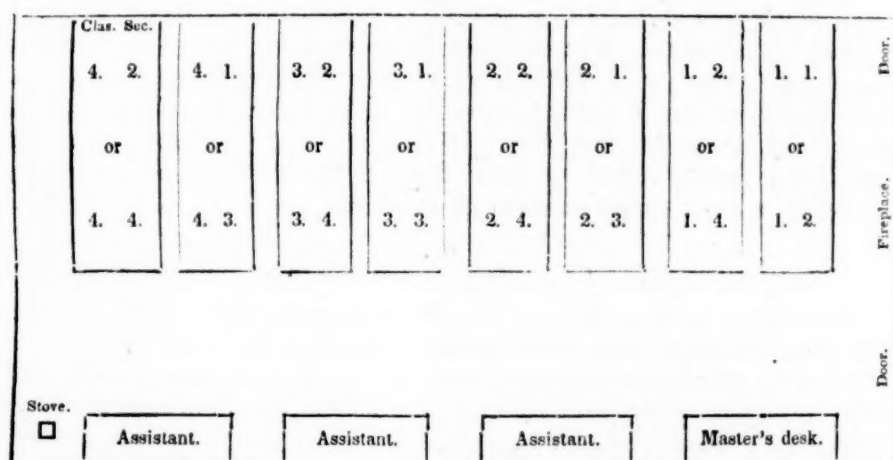 Clas. Sec.
4. 2. 4. 1. 3. 2. 3. 1. 2. 2. 2. 1. 1. 2. 1. 1.
Door.
or or or or or or or or
4. 4. 4. 3. 3. 4. 3. 3. 2. 4. 2. 3. 1. 4. 1. 2.
Fireplace.
Door.
Stove.
Assistant. Assistant. Assistant. Master's desk.